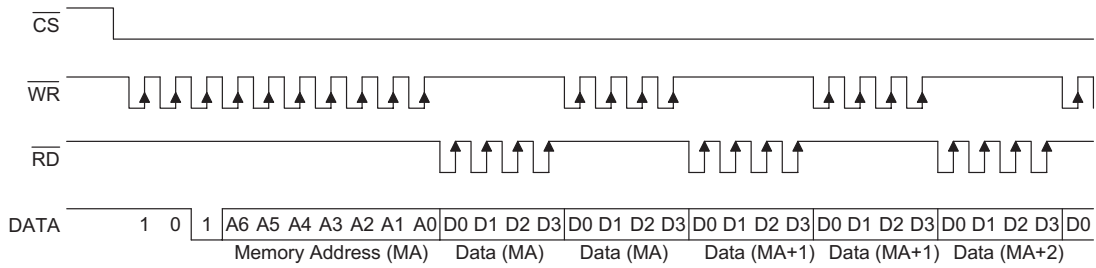 CS
WR
RD
DATA 1 0 1 A6 A5 A4 A3 A2 A1 A0 D0 D1 D2 D3 D0 D1 D2 D3 D0 D1 D2 D3 D0 D1 D2 D3 D0 D1 D2 D3 D0
Memory Address (MA) Data (MA) Data (MA) Data (MA+1) Data (MA+1) Data (MA+2)